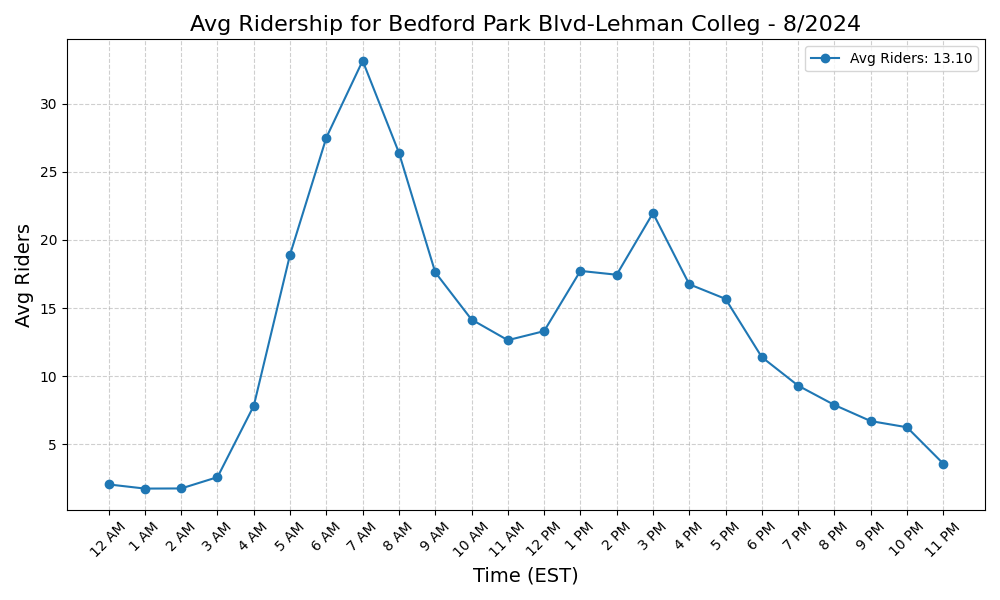 Avg Ridership for Bedford Park Blvd-Lehman Colleg - 8/2024
Avg Riders: 13.10
Avg Riders
30
25
20
15
10
5
12 AM
1 AM
2 AM
3 AM
4 AM
5 AM
6 AM
7 AM
8 AM
9 AM
10 AM
11 AM
12 PM
1 PM
2 PM
3 PM
4 PM
5 PM
6 PM
7 PM
8 PM
9 PM
10 PM
11 PM
Time (EST)